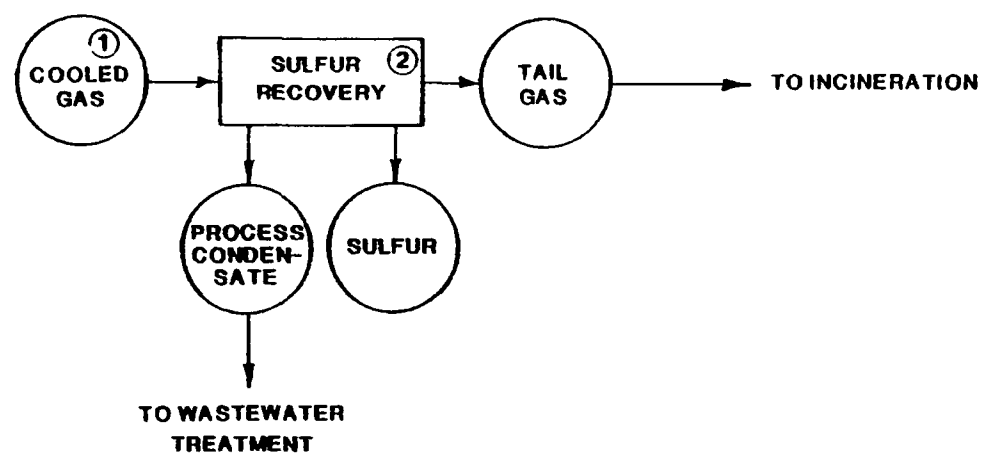 ①
COOLED
GAS
SULFUR
RECOVERY
②
TAIL
GAS
TO INCINERATION
PROCESS
CONDEN-
SATE
SULFUR
TO WASTEWATER
TREATMENT